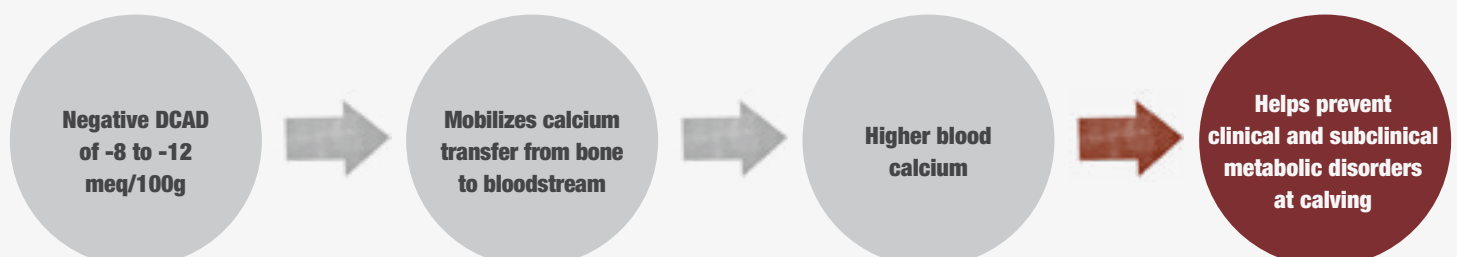 Negative DCAD
of -8 to -12
meq/100g
Mobilizes calcium
transfer from bone
to bloodstream
Higher blood
calcium
Helps prevent
clinical and subclinical
metabolic disorders
at calving